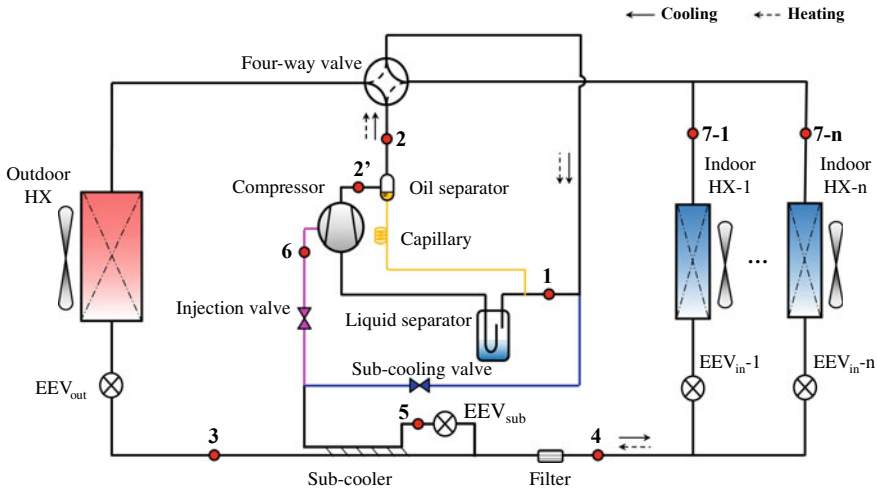 Cooling
Heating
Four-way valve
2
7-1
7-n
2’
Outdoor
HX
Compressor
Oil separator
Indoor
HX-1
Indoor
HX-n
Capillary
6
...
1
Injection valve
Liquid separator
Sub-cooling valve
EEVin-1
EEVin-n
EEVout
5
EEVsub
3
4
Sub-cooler
Filter